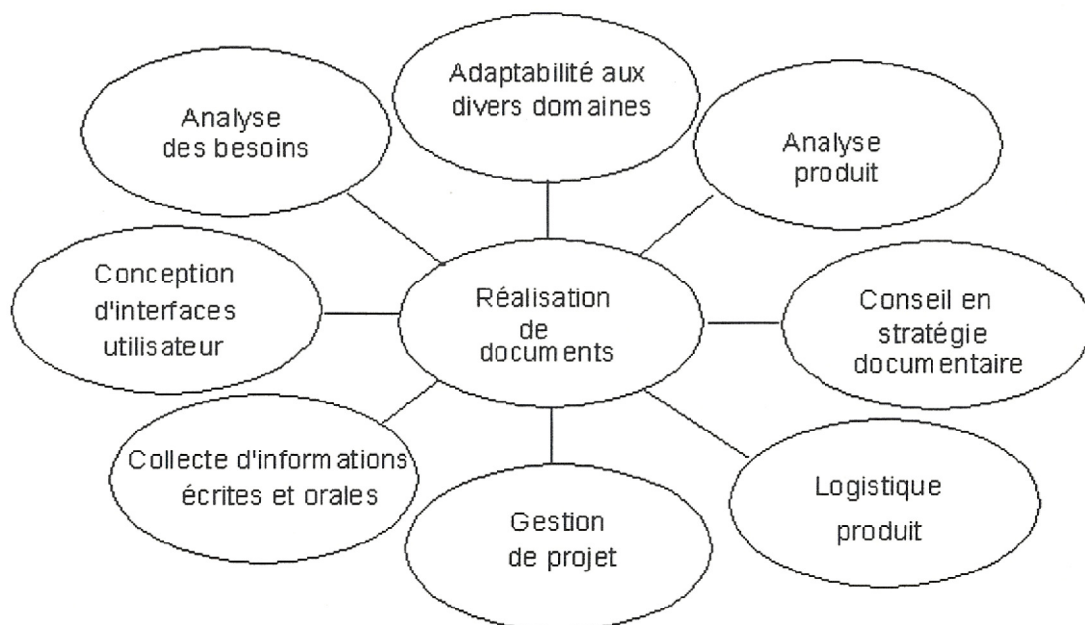 Adaptabilité aux
divers domaines
Analyse
des besoins
Analyse
produit
Conception
d'interfaces
utilisateur
Réalisation
de
documents
Conseil en
stratégie
documentaire
Collecte d'informations
écrites et orales
Gestion
de projet
Logistique
produit